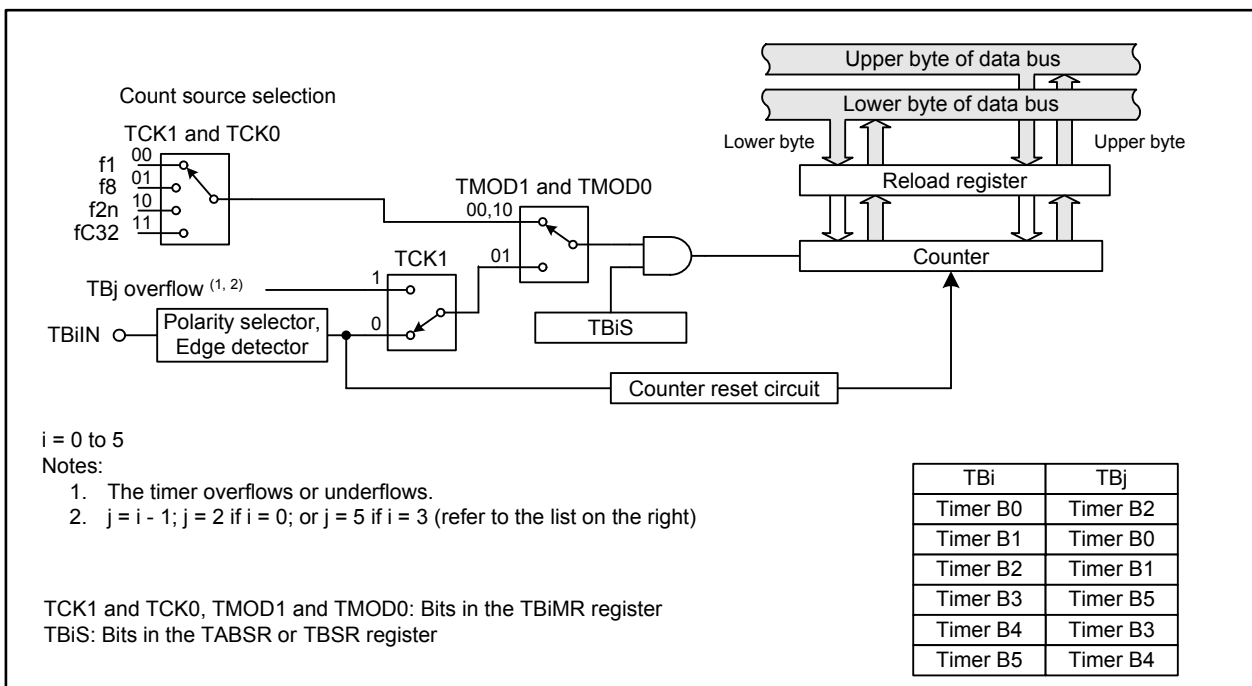 Upper byte of data bus
Lower byte of data bus
Lower byte
Upper byte
Count source selection
TCK1 and TCK0
f1 00
f8 01
f2n 10
fC32 11
TMOD1 and TMOD0
00,10
01
Reload register
Counter
TCK1
TBj overflow (1, 2)
1
0
TBiIN
Polarity selector,
Edge detector
TBiS
Counter reset circuit
i = 0 to 5
Notes:
1. The timer overflows or underflows.
2. j = i - 1; j = 2 if i = 0; or j = 5 if i = 3 (refer to the list on the right)
TCK1 and TCK0, TMOD1 and TMOD0: Bits in the TBiMR register
TBiS: Bits in the TABSR or TBSR register
TBi TBj
Timer B0 Timer B2
Timer B1 Timer B0
Timer B2 Timer B1
Timer B3 Timer B5
Timer B4 Timer B3
Timer B5 Timer B4